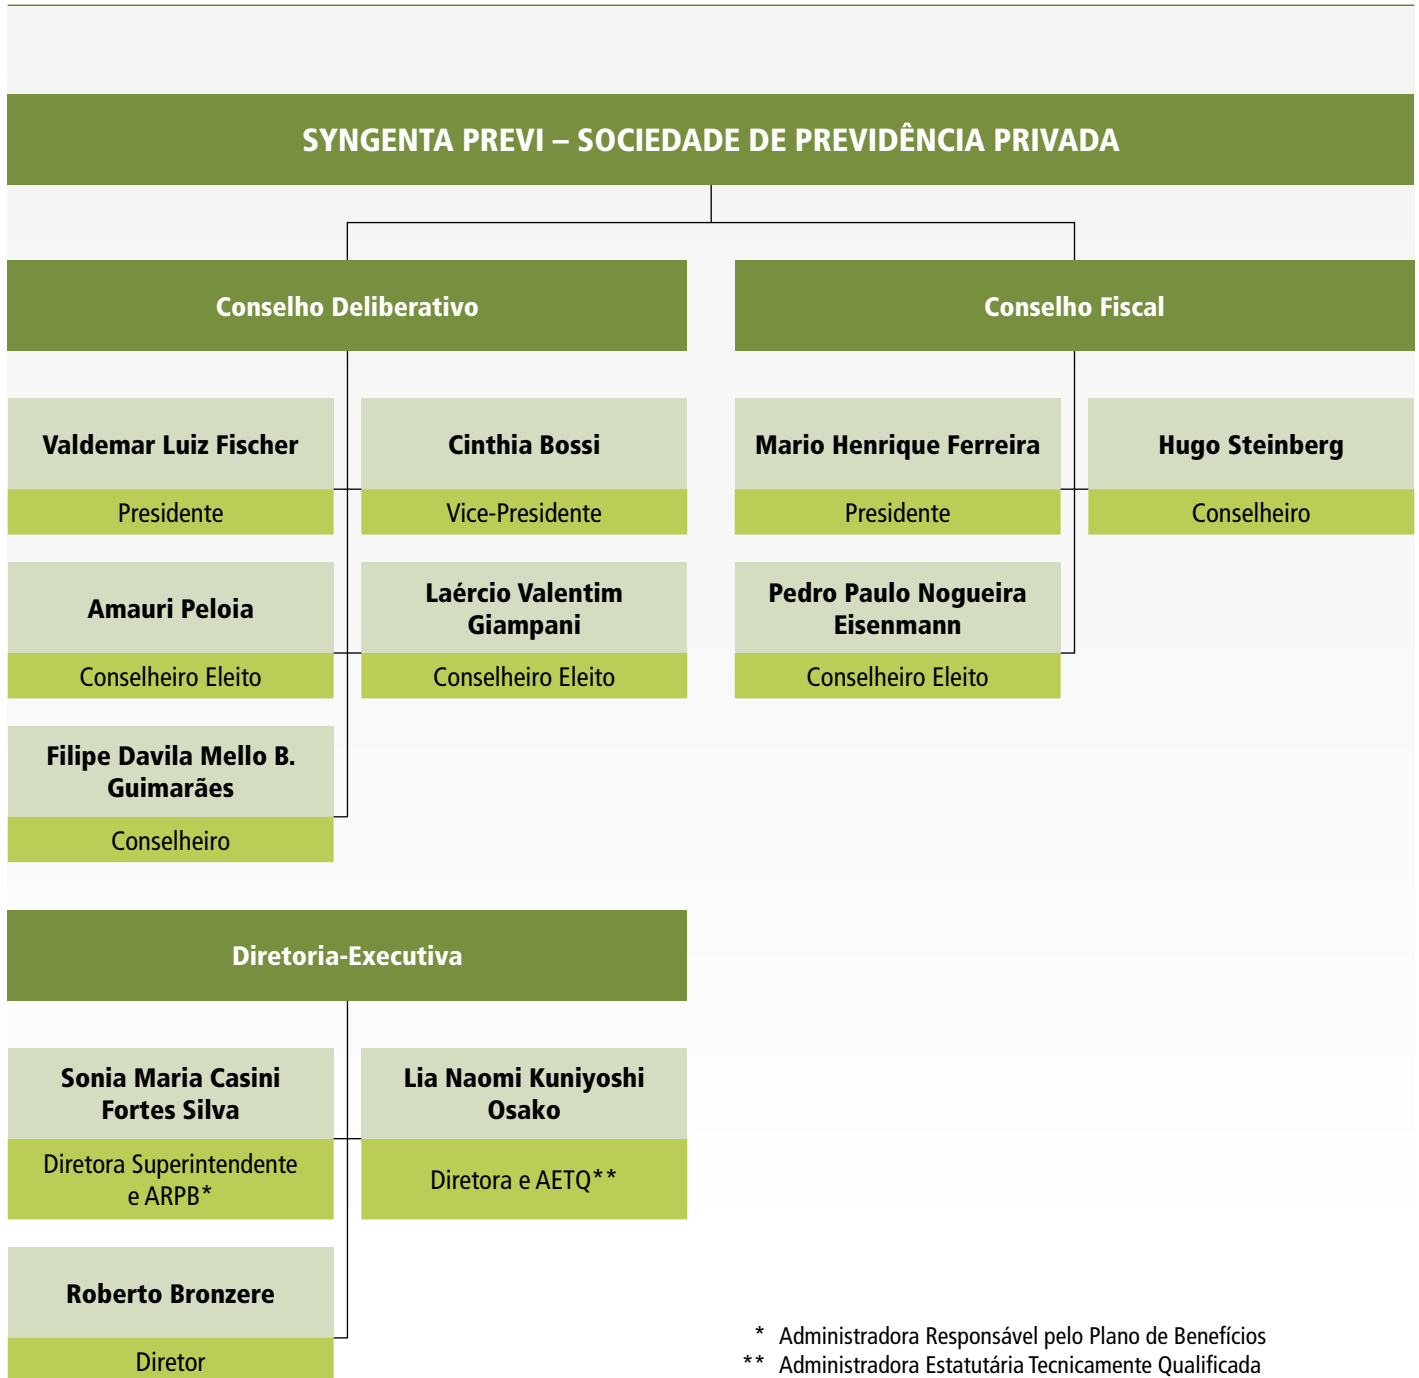 SYNGENTA PREVI – SOCIEDADE DE PREVIDÊNCIA PRIVADA
Conselho Deliberativo
Valdemar Luiz Fischer
Presidente
Cinthia Bossi
Vice-Presidente
Amauri Peloia
Conselheiro Eleito
Laércio Valentim
Giampani
Conselheiro Eleito
Filipe Davila Mello B.
Guimarães
Conselheiro
Conselho Fiscal
Mario Henrique Ferreira
Presidente
Hugo Steinberg
Conselheiro
Pedro Paulo Nogueira
Eisenmann
Conselheiro Eleito
Diretoria-Executiva
Sonia Maria Casini
Fortes Silva
Diretora Superintendente
e ARPB*
Lia Naomi Kuniyoshi
Osako
Diretora e AETQ**
Roberto Bronzere
Diretor
* Administradora Responsável pelo Plano de Benefícios
** Administradora Estatutária Tecnicamente Qualificada